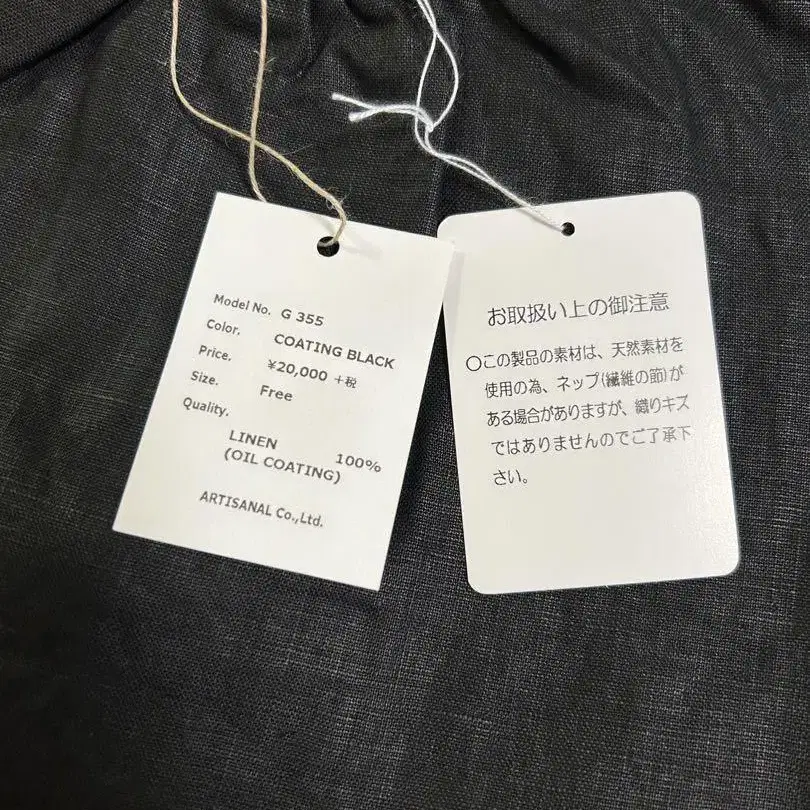 Model No. G 355
Color. COATING BLACK
Price. ¥20,000 +税
Size. Free
Quality.
LINEN 100%
(OIL COATING)
ARTISANAL Co.,Ltd.
お取扱い上の御注意
○この製品の素材は、天然素材を
使用の為、ネップ(繊維の節)が
ある場合がありますが、織りキズ
ではありませんのでご了承下
さい。